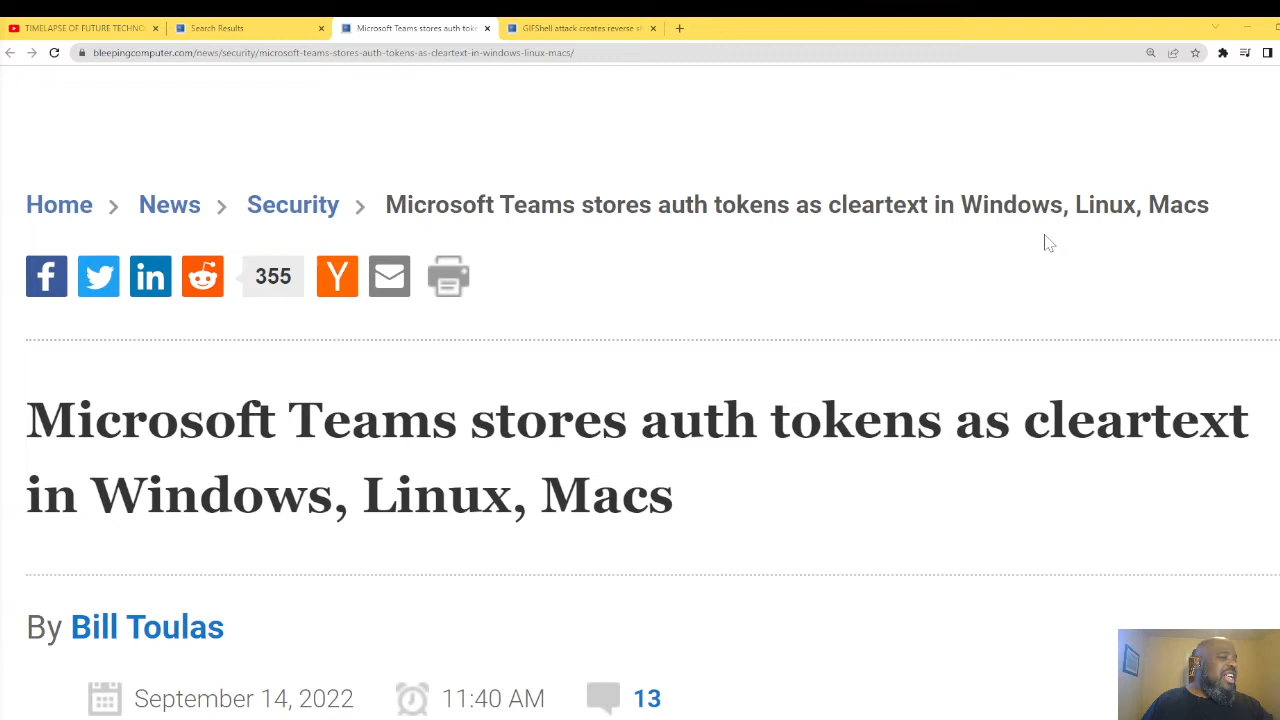 TIMELAPSE OF FUTURE TECHNO
Search Results
Microsoft Teams stores auth toke
GIFShell attack creates reverse sh
bleepingcomputer.com/news/security/microsoft-teams-stores-auth-tokens-as-cleartext-in-windows-linux-macs/
Home > News > Security > Microsoft Teams stores auth tokens as cleartext in Windows, Linux, Macs
355
Microsoft Teams stores auth tokens as cleartext
in Windows, Linux, Macs
By Bill Toulas
September 14, 2022 11:40 AM 13